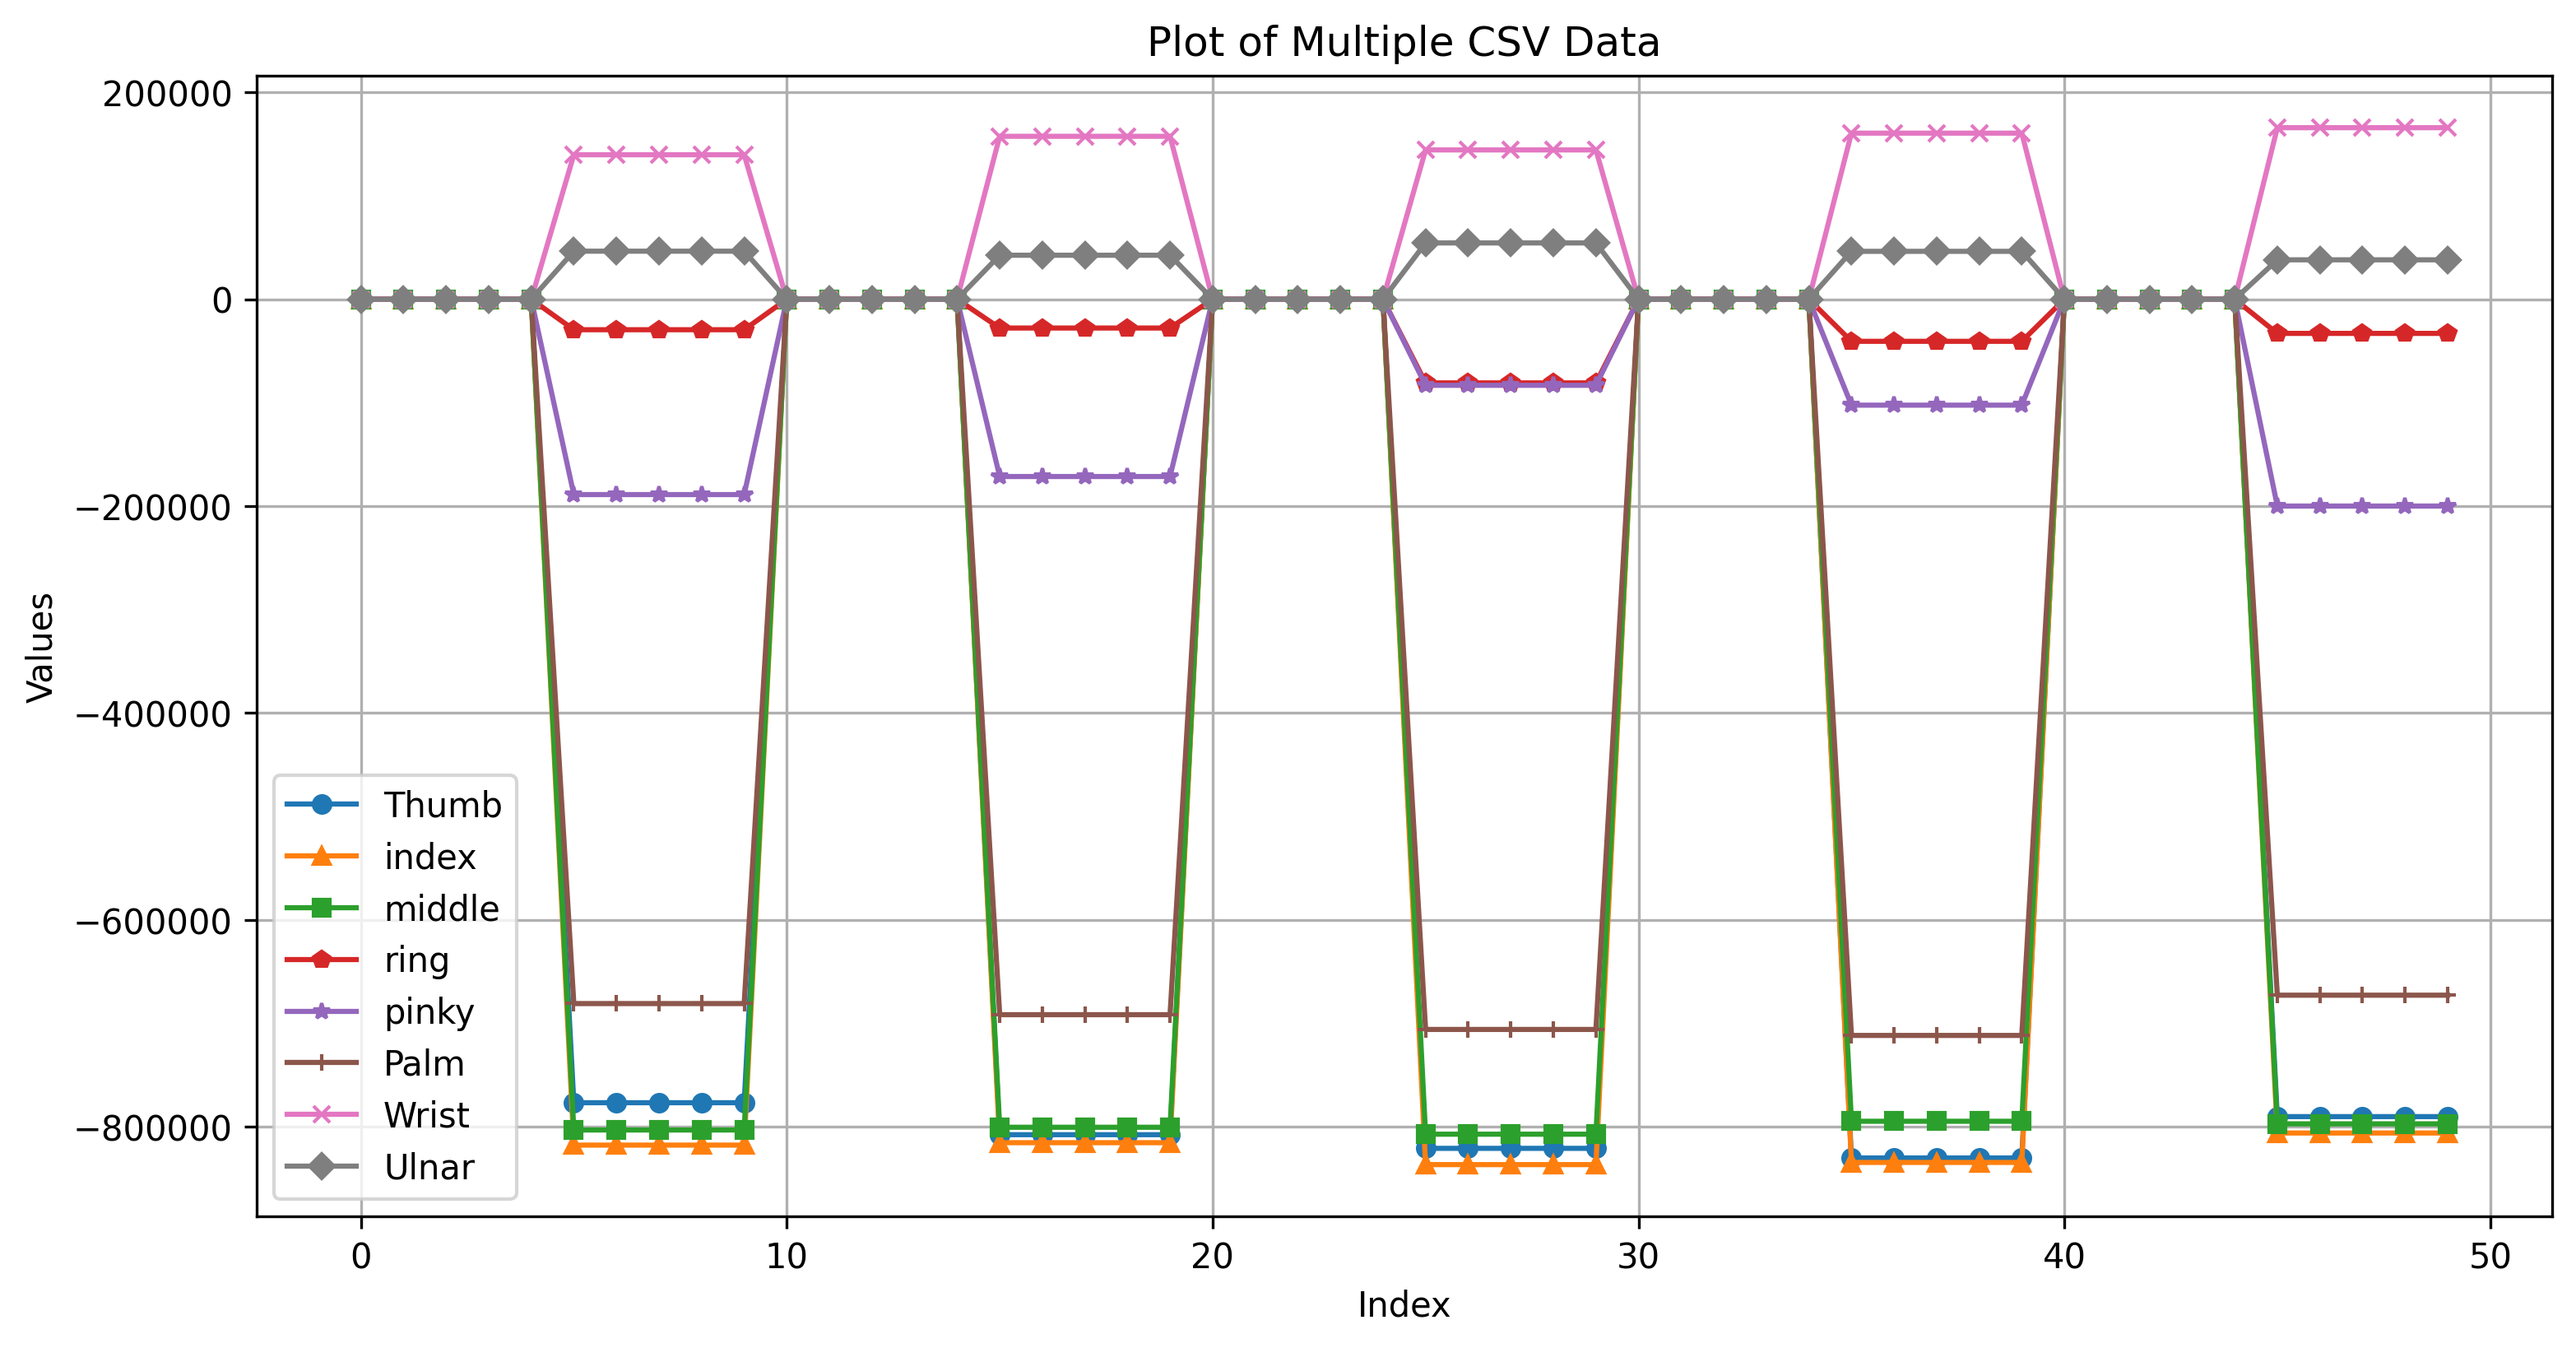 Plot of Multiple CSV Data
200000
0
−200000
−400000
−600000
−800000
Values
Thumb
index
middle
ring
pinky
Palm
Wrist
Ulnar
0 10 20 30 40 50
Index